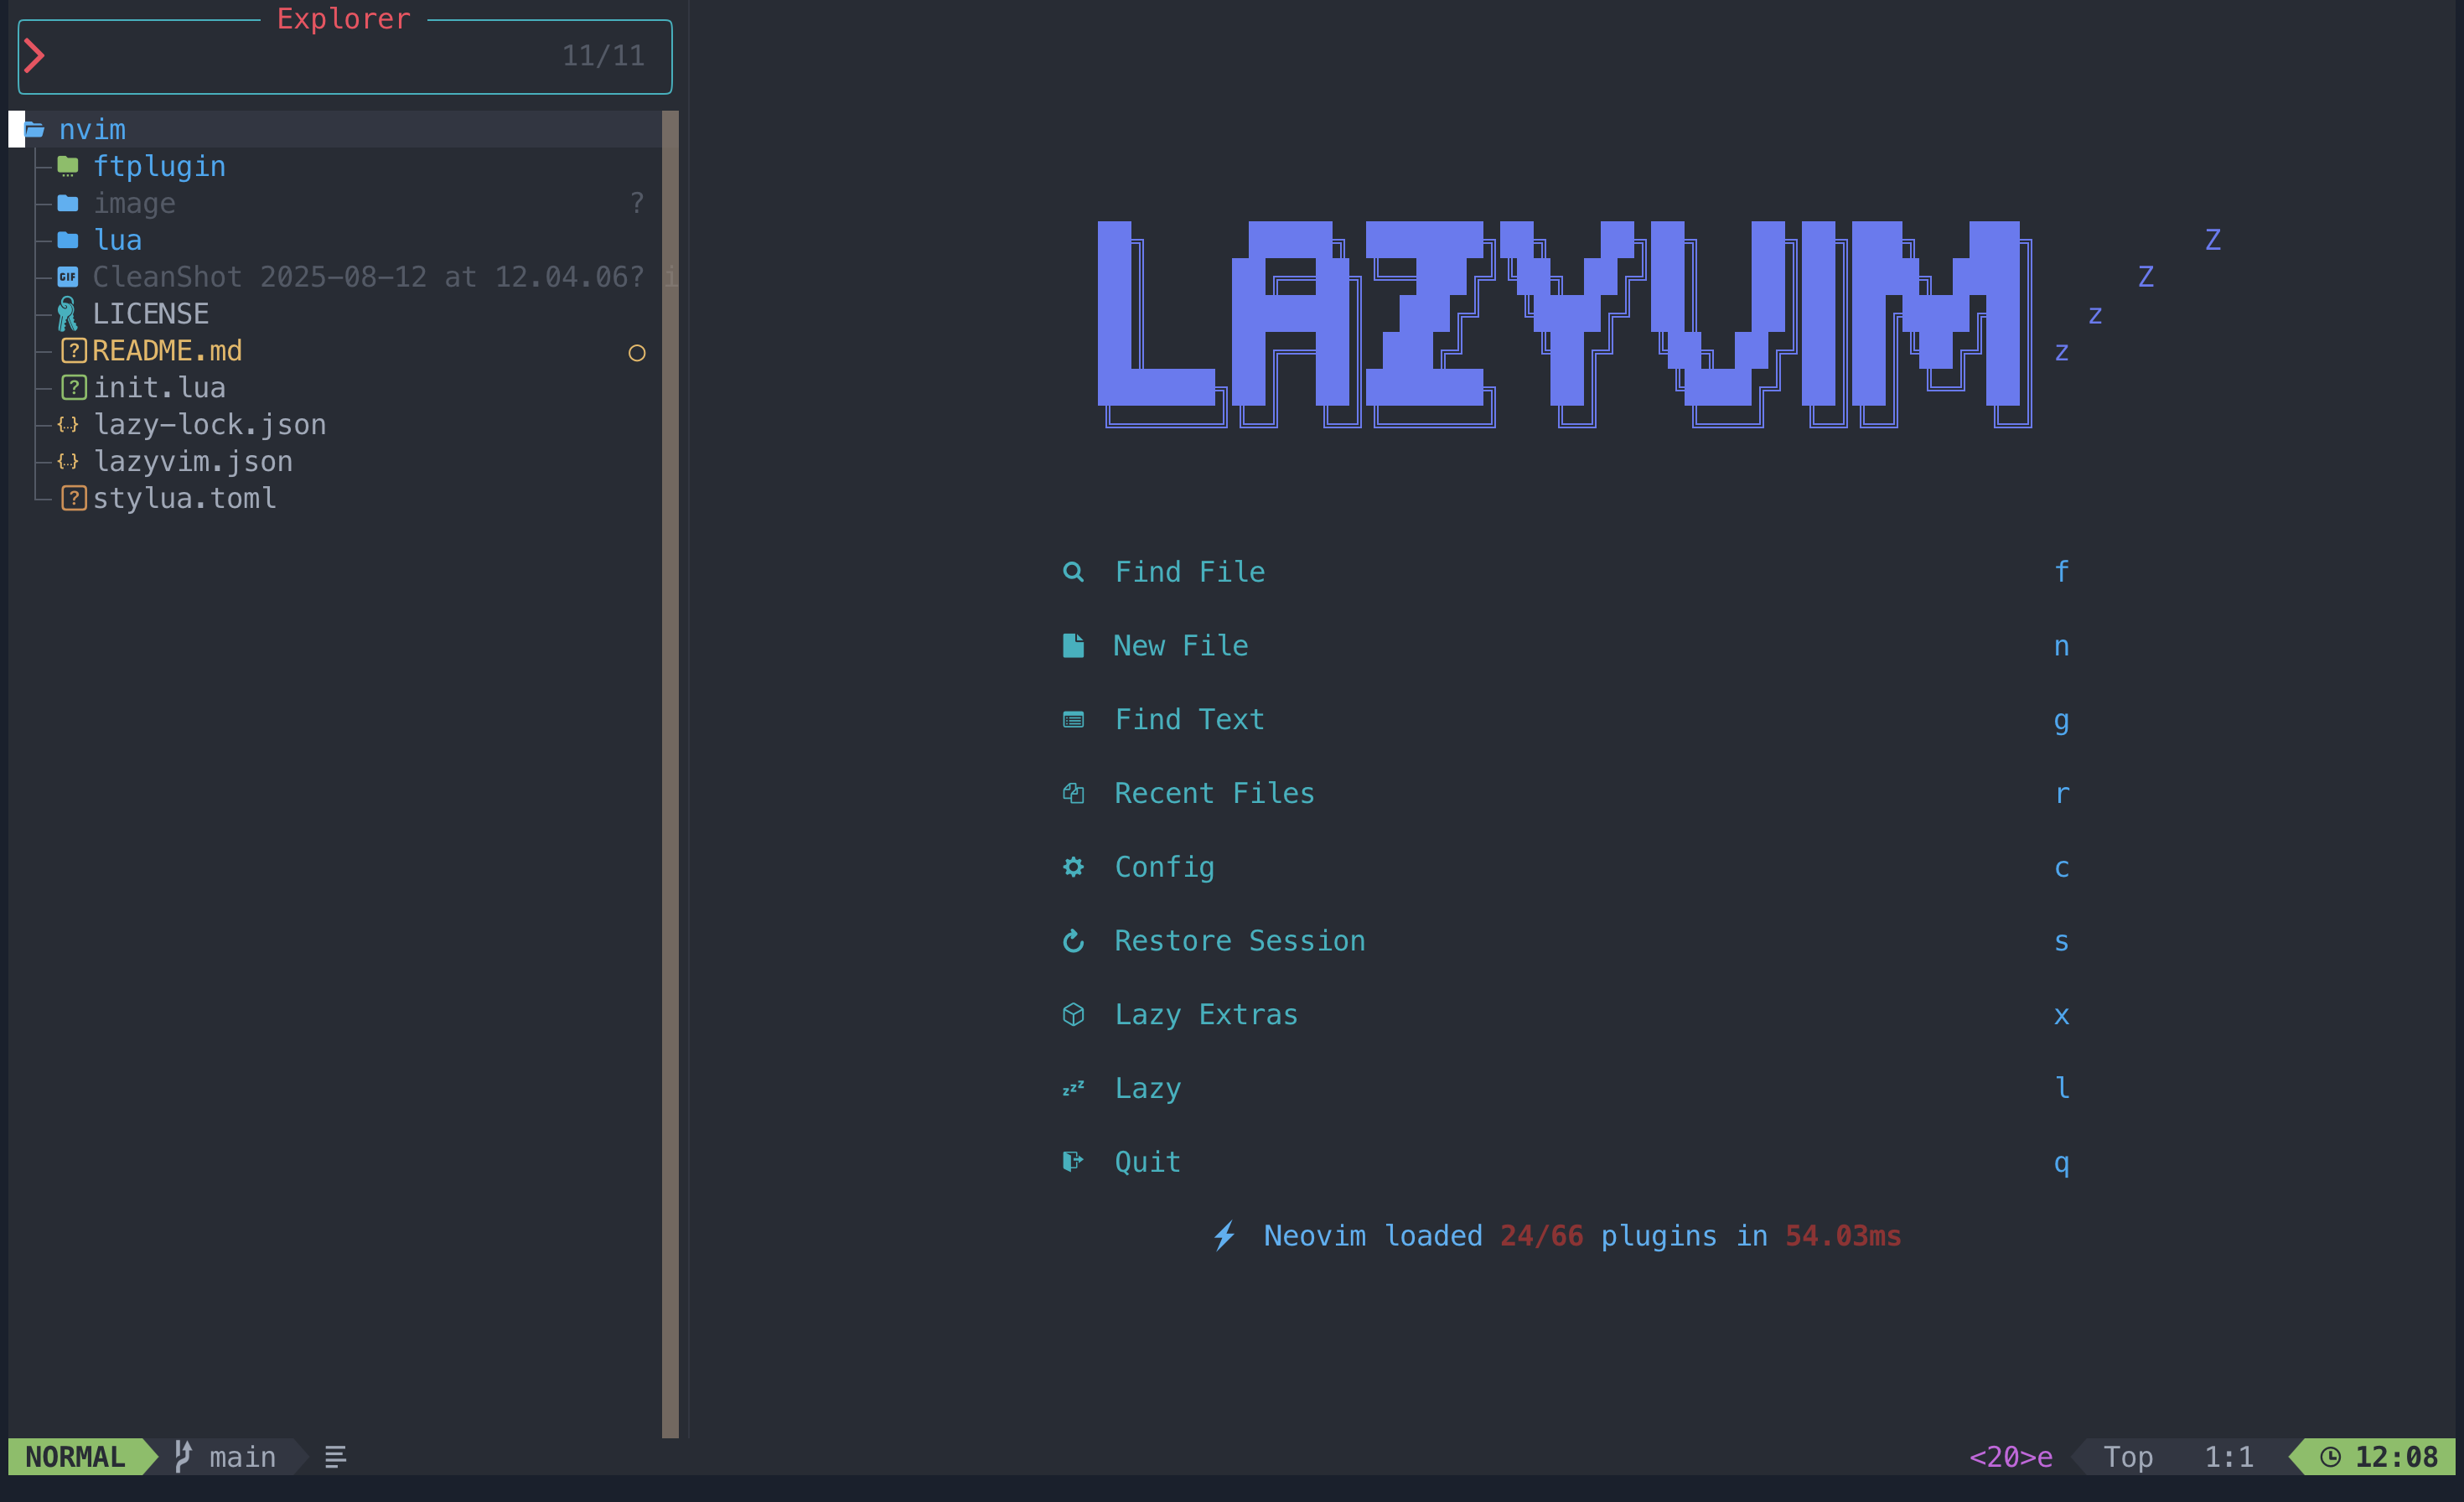 Explorer
11/11
nvim
ftplugin
image ?
lua
CleanShot 2025-08-12 at 12.04.06? i
LICENSE
README.md
init.lua
lazy-lock.json
lazyvim.json
stylua.toml
LAZYVIM
Z
Z
z
z
Find File f
New File n
Find Text g
Recent Files r
Config c
Restore Session s
Lazy Extras x
Lazy l
Quit q
Neovim loaded 24/66 plugins in 54.03ms
NORMAL main <20>e Top 1:1 12:08